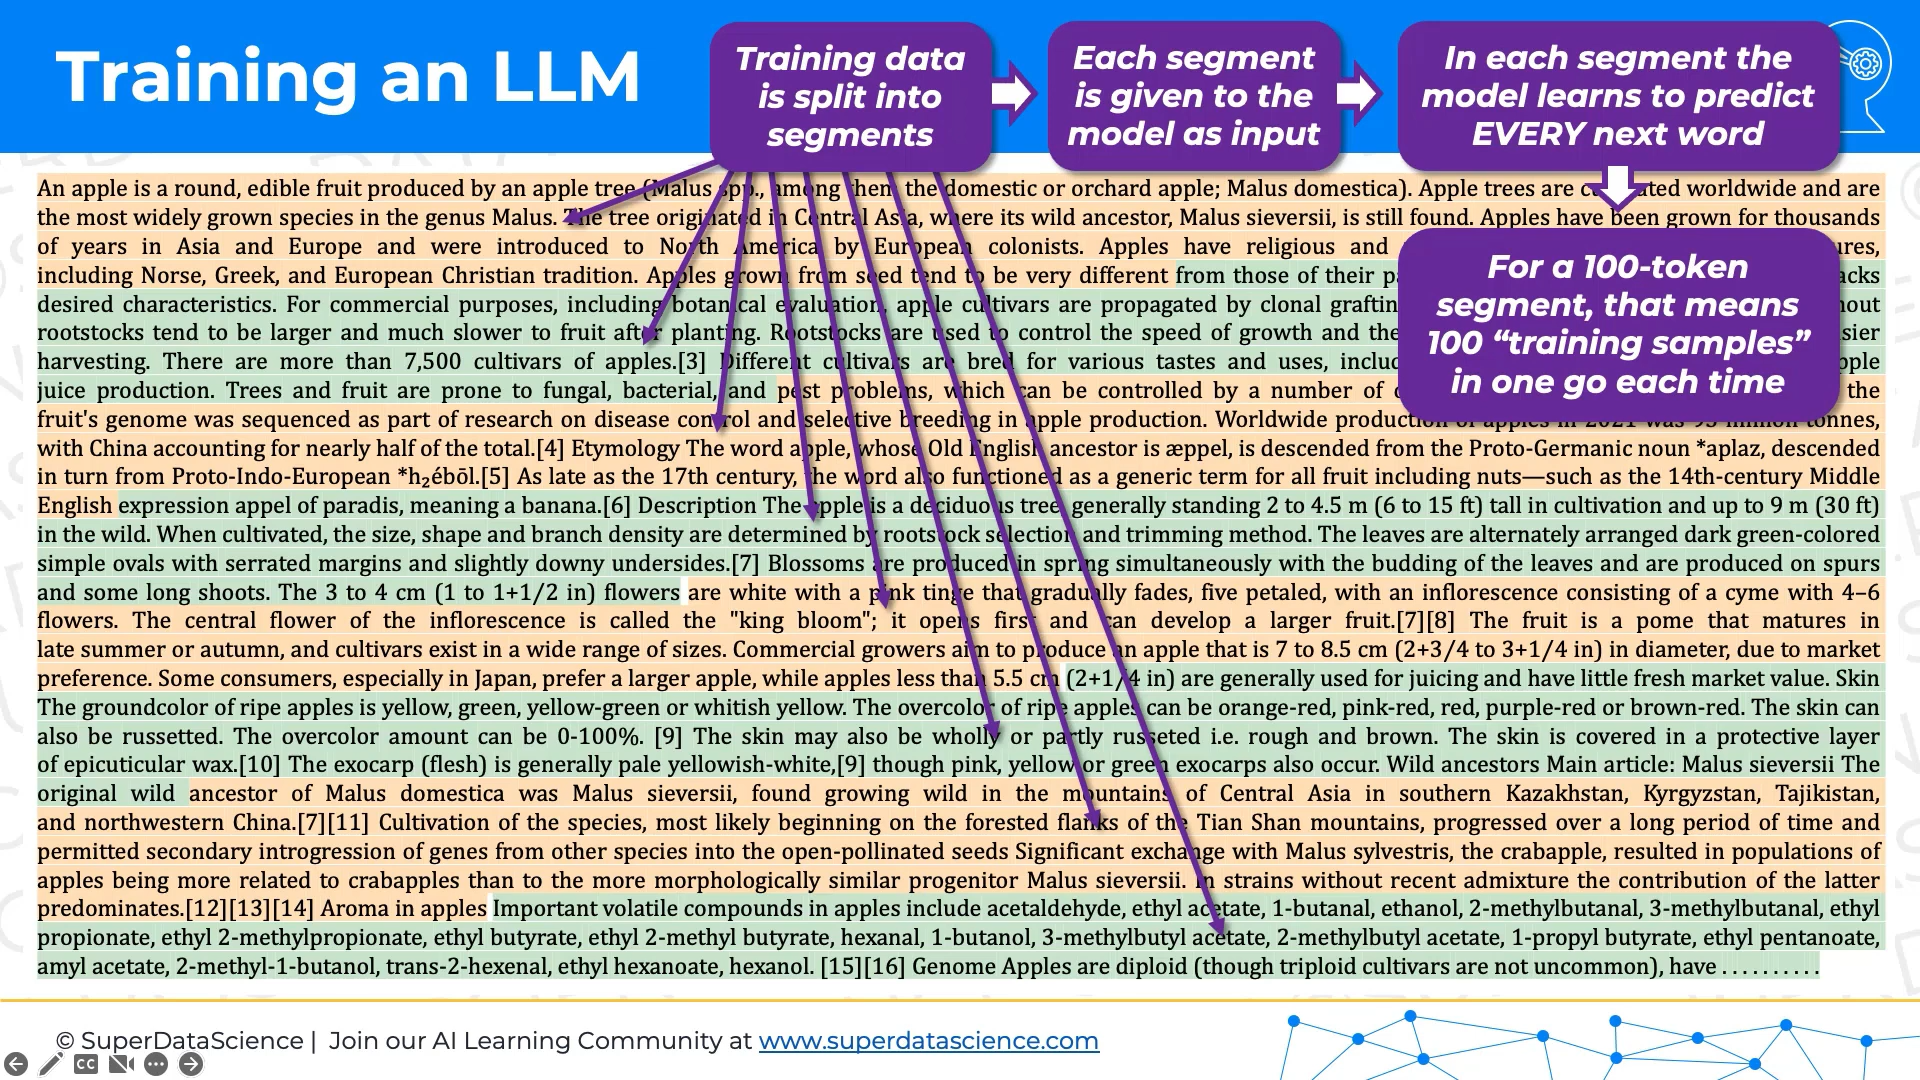 Training an LLM
Training data
is split into
segments
Each segment
is given to the
model as input
In each segment the
model learns to predict
EVERY next word
For a 100-token
segment, that means
100 “training samples”
in one go each time
An apple is a round, edible fruit produced by an apple tree (Malus spp., among them the domestic or orchard apple; Malus domestica). Apple trees are cultivated worldwide and are
the most widely grown species in the genus Malus. The tree originated in Central Asia, where its wild ancestor, Malus sieversii, is still found. Apples have been grown for thousands
of years in Asia and Europe and were introduced to North America by European colonists. Apples have religious and
including Norse, Greek, and European Christian tradition. Apples grown from seed tend to be very different from those of their
desired characteristics. For commercial purposes, including botanical evaluation, apple cultivars are propagated by clonal
rootstocks tend to be larger and much slower to fruit after planting. Rootstocks are used to control the speed of growth and the
harvesting. There are more than 7,500 cultivars of apples.[3] Different cultivars are bred for various tastes and uses,
juice production. Trees and fruit are prone to fungal, bacterial, and pest problems, which can be controlled by a number of the
fruit's genome was sequenced as part of research on disease control and selective breeding in apple production. Worldwide production of apples in 2021 was 93 million tonnes,
with China accounting for nearly half of the total.[4] Etymology The word apple, whose Old English ancestor is æppel, is descended from the Proto-Germanic noun *aplaz, descended
in turn from Proto-Indo-European *h₂ébōl.[5] As late as the 17th century, the word also functioned as a generic term for all fruit including nuts—such as the 14th-century Middle
English expression appel of paradis, meaning a banana.[6] Description The apple is a deciduous tree, generally standing 2 to 4.5 m (6 to 15 ft) tall in cultivation and up to 9 m (30 ft)
in the wild. When cultivated, the size, shape and branch density are determined by rootstock selection and trimming method. The leaves are alternately arranged dark green-colored
simple ovals with serrated margins and slightly downy undersides.[7] Blossoms are produced in spring simultaneously with the budding of the leaves and are produced on spurs
and some long shoots. The 3 to 4 cm (1 to 1+1/2 in) flowers are white with a pink tinge that gradually fades, five petaled, with an inflorescence consisting of a cyme with 4–6
flowers. The central flower of the inflorescence is called the "king bloom"; it opens first and can develop a larger fruit.[7][8] The fruit is a pome that matures in
late summer or autumn, and cultivars exist in a wide range of sizes. Commercial growers aim to produce an apple that is 7 to 8.5 cm (2+3/4 to 3+1/4 in) in diameter, due to market
preference. Some consumers, especially in Japan, prefer a larger apple, while apples less than 5.5 cm (2+1/4 in) are generally used for juicing and have little fresh market value. Skin
The groundcolor of ripe apples is yellow, green, yellow-green or whitish yellow. The overcolor of ripe apples can be orange-red, pink-red, red, purple-red or brown-red. The skin can
also be russetted. The overcolor amount can be 0-100%. [9] The skin may also be wholly or partly russeted i.e. rough and brown. The skin is covered in a protective layer
of epicuticular wax.[10] The exocarp (flesh) is generally pale yellowish-white,[9] though pink, yellow or green exocarps also occur. Wild ancestors Main article: Malus sieversii The
original wild ancestor of Malus domestica was Malus sieversii, found growing wild in the mountains of Central Asia in southern Kazakhstan, Kyrgyzstan, Tajikistan,
and northwestern China.[7][11] Cultivation of the species, most likely beginning on the forested flanks of the Tian Shan mountains, progressed over a long period of time and
permitted secondary introgression of genes from other species into the open-pollinated seeds Significant exchange with Malus sylvestris, the crabapple, resulted in populations of
apples being more related to crabapples than to the more morphologically similar progenitor Malus sieversii. In strains without recent admixture the contribution of the latter
predominates.[12][13][14] Aroma in apples Important volatile compounds in apples include acetaldehyde, ethyl acetate, 1-butanal, ethanol, 2-methylbutanal, 3-methylbutanal, ethyl
propionate, ethyl 2-methylpropionate, ethyl butyrate, ethyl 2-methyl butyrate, hexanal, 1-butanol, 3-methylbutyl acetate, 2-methylbutyl acetate, 1-propyl butyrate, ethyl pentanoate,
amyl acetate, 2-methyl-1-butanol, trans-2-hexenal, ethyl hexanoate, hexanol. [15][16] Genome Apples are diploid (though triploid cultivars are not uncommon), have . . . . . . . . . .
© SuperDataScience | Join our AI Learning Community at www.superdatascience.com
CC